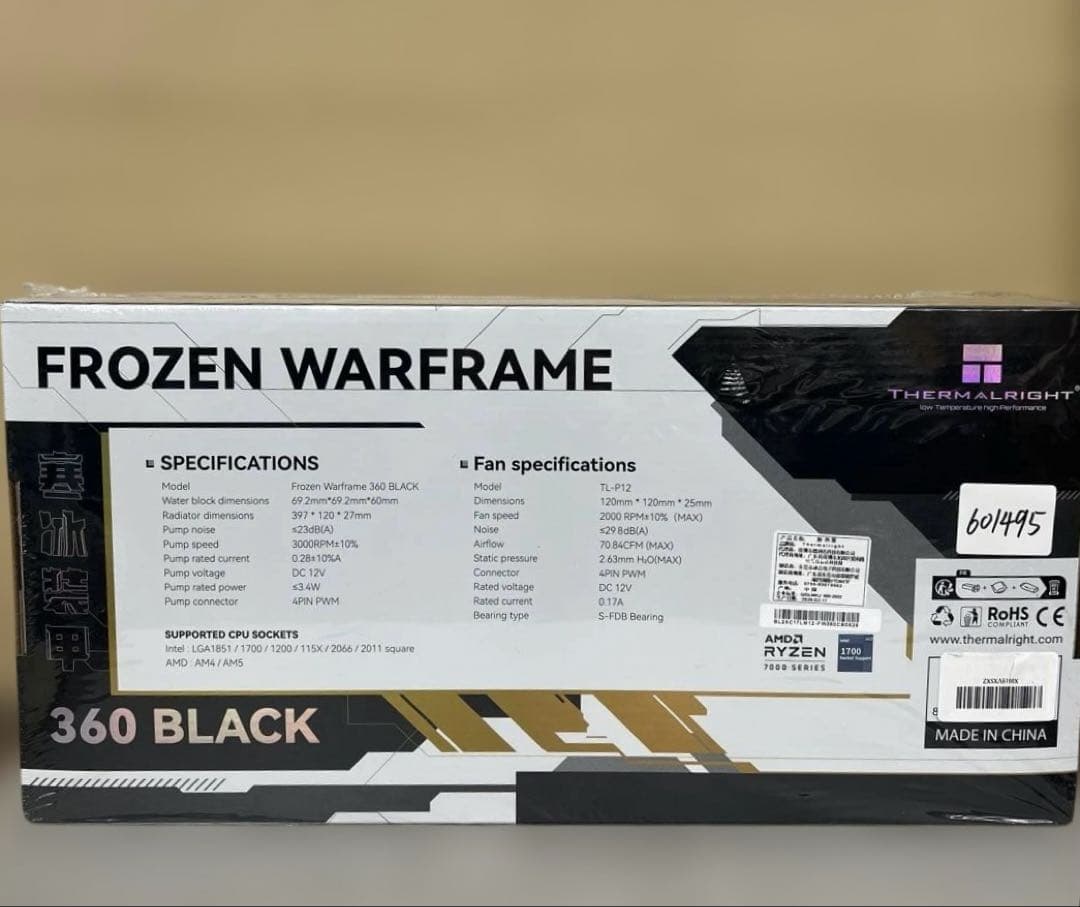 FROZEN WARFRAME
THERMALRIGHT®
low Temperature high Performance
SPECIFICATIONS
Model Frozen Warframe 360 BLACK
Water block dimensions 69.2mm*69.2mm*60mm
Radiator dimensions 397 * 120 * 27mm
Pump noise ≤23dB(A)
Pump speed 3000RPM±10%
Pump rated current 0.28±10%A
Pump voltage DC 12V
Pump rated power ≤3.4W
Pump connector 4PIN PWM
SUPPORTED CPU SOCKETS
Intel : LGA1851 / 1700 / 1200 / 115X / 2066 / 2011 square
AMD : AM4 / AM5
Fan specifications
Model TL-P12
Dimensions 120mm * 120mm * 25mm
Fan speed 2000 RPM±10% (MAX)
Noise ≤29.8dB(A)
Airflow 70.84CFM (MAX)
Static pressure 2.63mm H₂O(MAX)
Connector 4PIN PWM
Rated voltage DC 12V
Rated current 0.17A
Bearing type S-FDB Bearing
601495
Thermalright
AMD
RYZEN
7000 SERIES
intel
1700
RoHS
COMPLIANT
CE
www.thermalright.com
8
MADE IN CHINA
360 BLACK